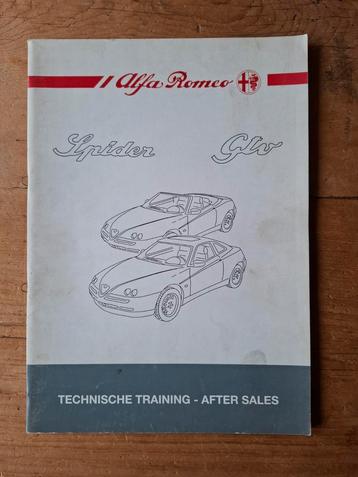 Alfa Romeo
Spider Gtv
TECHNISCHE TRAINING - AFTER SALES